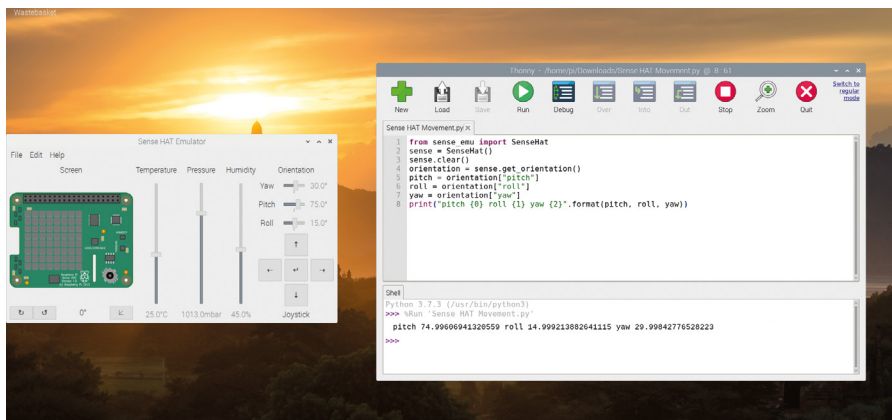 Wastebasket
Thonny - /home/pi/Downloads/Sense HAT Movement.py @ 8:61
New
Load
Save
Run
Debug
Over
Into
Out
Stop
Zoom
Quit
Switch to
regular
mode
Sense HAT Movement.py
1 from sense_emu import SenseHat
2 sense = SenseHat()
3 sense.clear()
4 orientation = sense.get_orientation()
5 pitch = orientation["pitch"]
6 roll = orientation["roll"]
7 yaw = orientation["yaw"]
8 print("pitch {0} roll {1} yaw {2}".format(pitch, roll, yaw))
Shell
Python 3.7.3 (/usr/bin/python3)
>>> %Run 'Sense HAT Movement.py'
pitch 74.99606941320559 roll 14.999213882641115 yaw 29.99842776528223
>>>
Sense HAT Emulator
File Edit Help
Screen
Temperature
Pressure
Humidity
Orientation
Yaw 30.0°
Pitch 75.0°
Roll 15.0°
0°
25.0°C
1013.0mbar
45.0%
Joystick